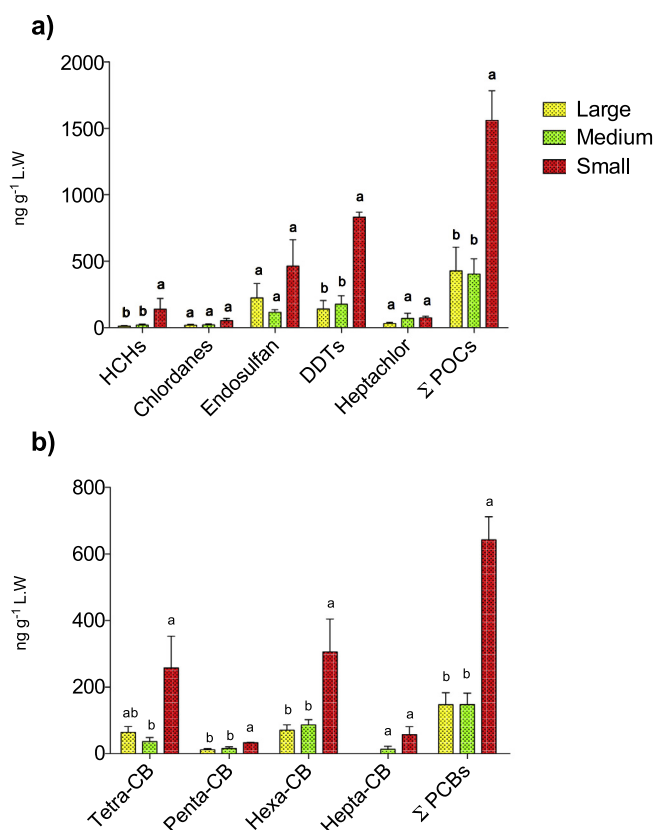 a)
ng g⁻¹ L.W
2000
1500
1000
500
0
b b a
a a a
a a a
b b a
a a a
b b a
HCHs
Chlordanes
Endosulfan
DDTs
Heptachlor
Σ POCs
Large
Medium
Small
b)
ng g⁻¹ L.W
800
600
400
200
0
ab b a
b b a
b b a
a a
b b a
Tetra-CB
Penta-CB
Hexa-CB
Hepta-CB
Σ PCBs